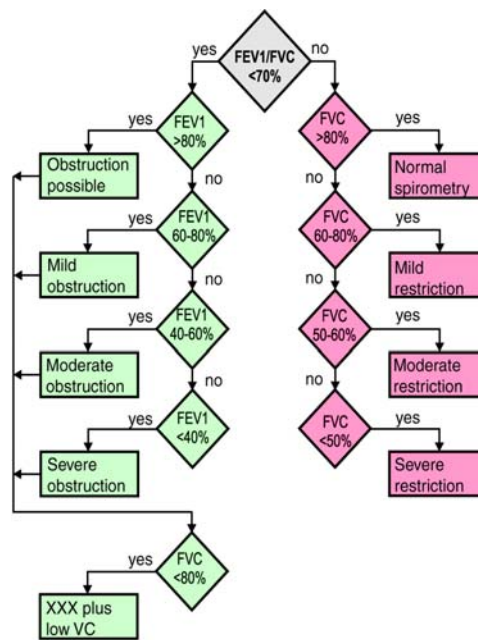 FEV1/FVC
<70%
yes
no
FEV1
>80%
yes
Obstruction
possible
no
FEV1
60-80%
yes
Mild
obstruction
no
FEV1
40-60%
yes
Moderate
obstruction
no
FEV1
<40%
yes
Severe
obstruction
FVC
<80%
yes
XXX plus
low VC
FVC
>80%
yes
Normal
spirometry
no
FVC
60-80%
yes
Mild
restriction
no
FVC
50-60%
yes
Moderate
restriction
no
FVC
<50%
yes
Severe
restriction